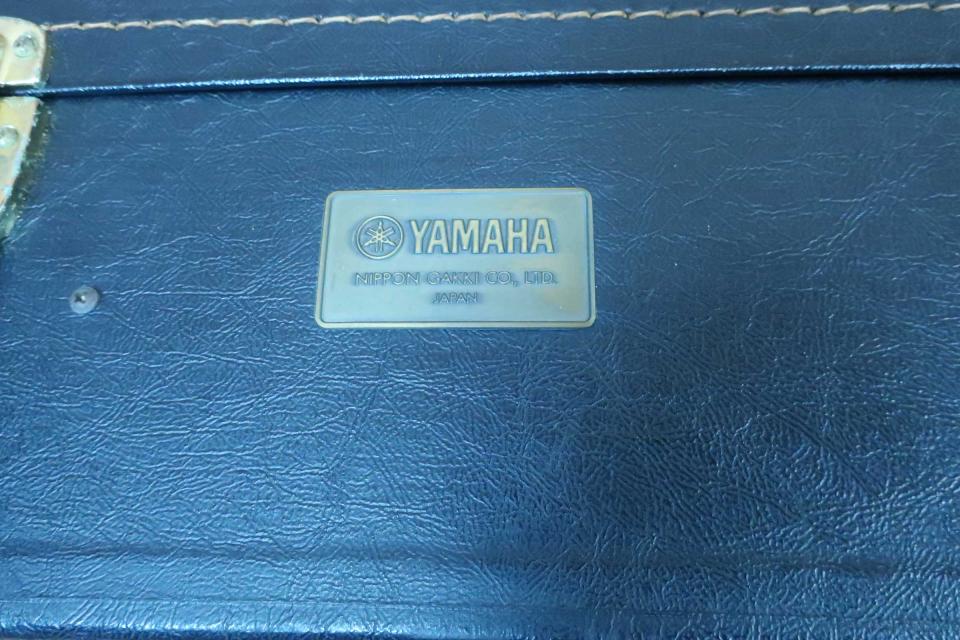 YAMAHA
NIPPON GAKKI CO., LTD.
JAPAN